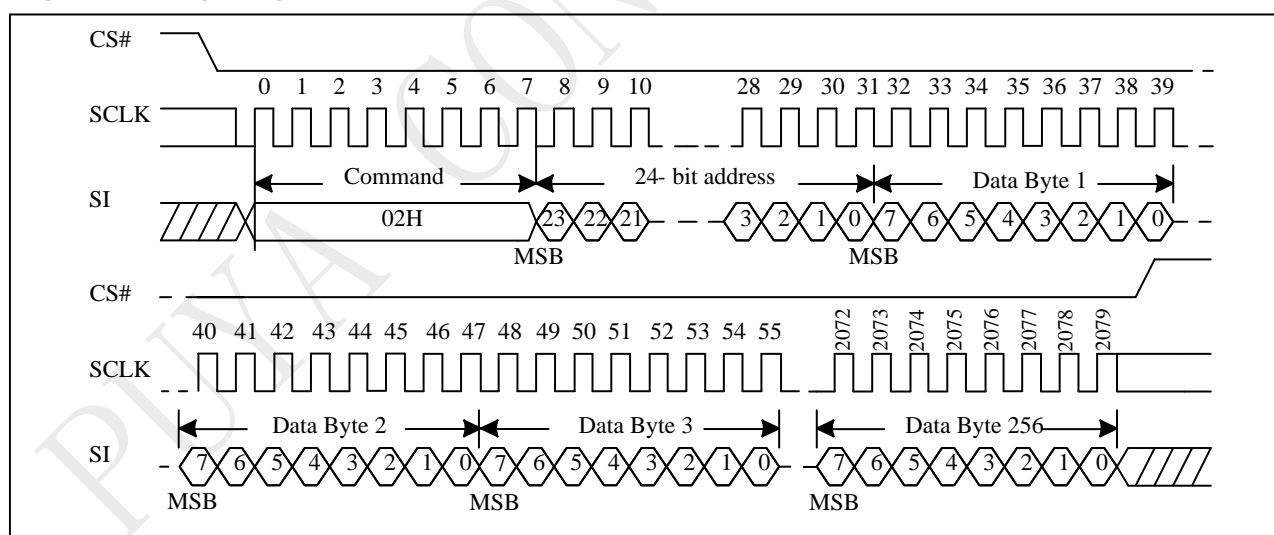 CS#
0 1 2 3 4 5 6 7 8 9 10 28 29 30 31 32 33 34 35 36 37 38 39
SCLK
Command 24- bit address Data Byte 1
SI
02H 23 22 21 3 2 1 0 7 6 5 4 3 2 1 0
MSB MSB
CS#
40 41 42 43 44 45 46 47 48 49 50 51 52 53 54 55 2072 2073 2074 2075 2076 2077 2078 2079
SCLK
Data Byte 2 Data Byte 3 Data Byte 256
SI
7 6 5 4 3 2 1 0 7 6 5 4 3 2 1 0 7 6 5 4 3 2 1 0
MSB MSB MSB
PUYA CON